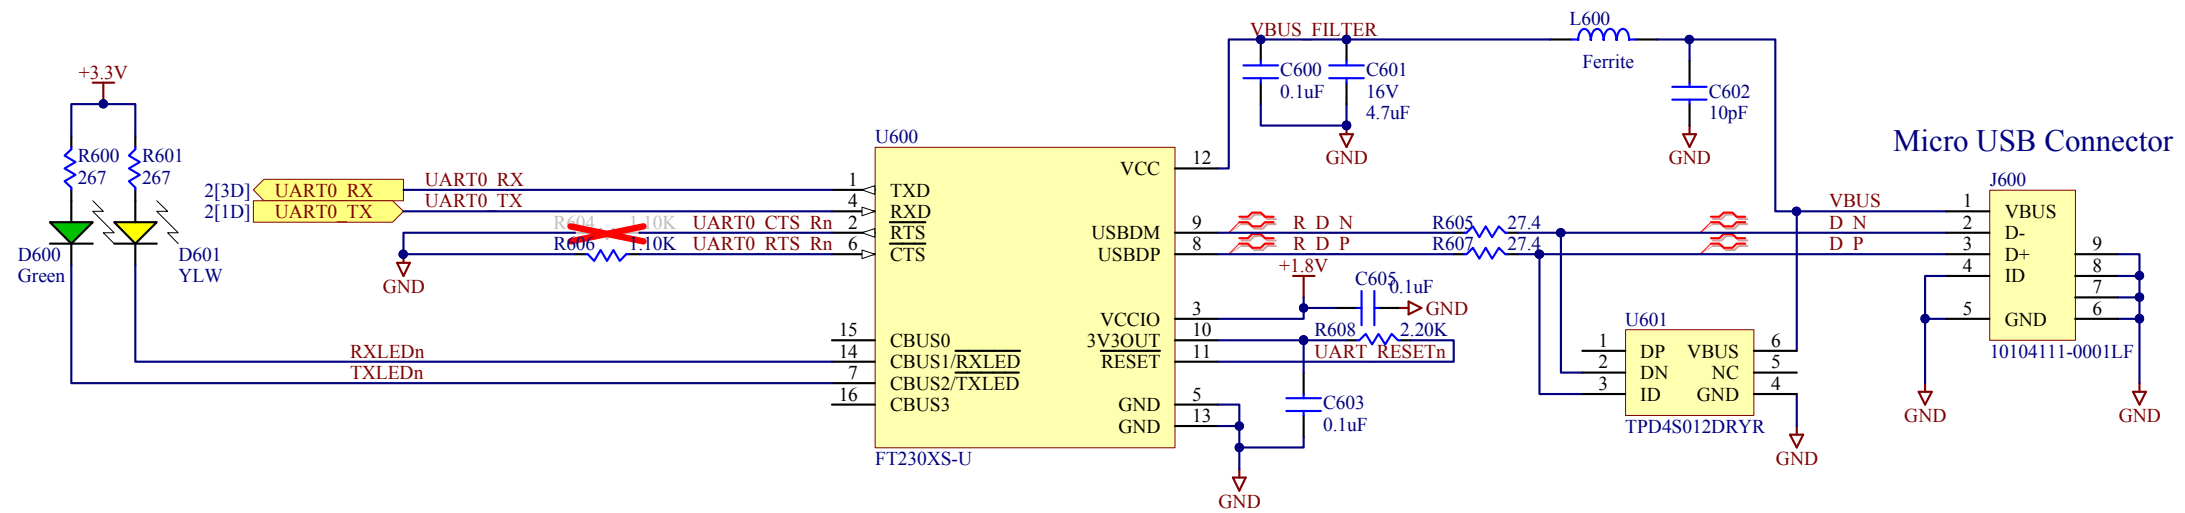 +3.3V
R600
267
R601
267
D600
Green
D601
YLW
2[3D]
UART0_RX
2[1D]
UART0_TX
UART0_RX
UART0_TX
R604
1.10K
UART0_CTS_Rn
R606
1.10K
UART0_RTS_Rn
GND
RXLEDn
TXLEDn
U600
1
TXD
4
RXD
2
RTS
6
CTS
15
CBUS0
14
CBUS1/RXLED
7
CBUS2/TXLED
16
CBUS3
VCC
12
USBDM
9
USBDP
8
VCCIO
3
3V3OUT
10
RESET
11
GND
5
GND
13
FT230XS-U
VBUS_FILTER
C600
0.1uF
C601
16V
4.7uF
GND
L600
Ferrite
C602
10pF
GND
R_D_N
R_D_P
R605
27.4
R607
27.4
+1.8V
C605
0.1uF
GND
R608
2.20K
UART_RESETn
C603
0.1uF
GND
U601
1
DP
2
DN
3
ID
VBUS
6
NC
5
GND
4
TPD4S012DRYR
GND
Micro USB Connector
J600
VBUS
1
VBUS
D_N
2
D-
D_P
3
D+
4
ID
5
GND
9
8
7
6
10104111-0001LF
GND
GND